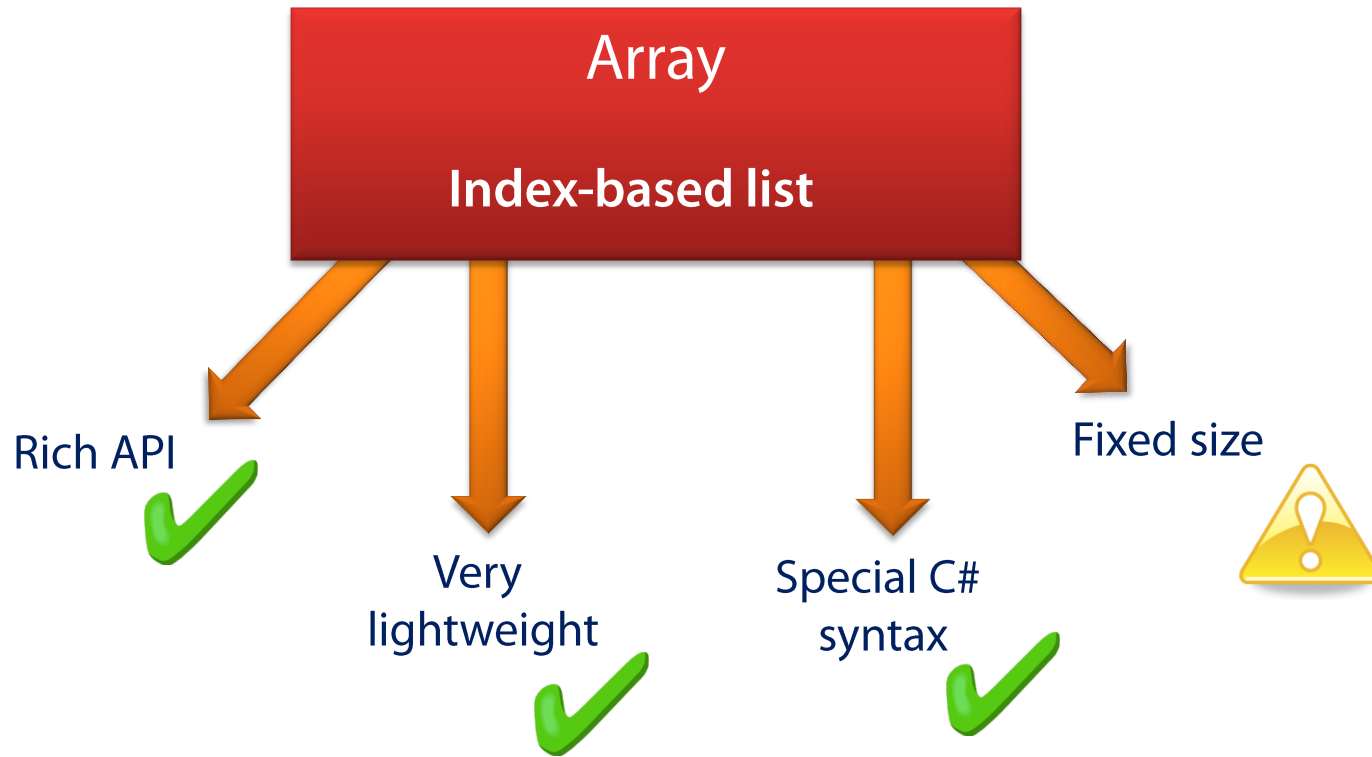 Array
Index-based list
Rich API
Very
lightweight
Special C#
syntax
Fixed size